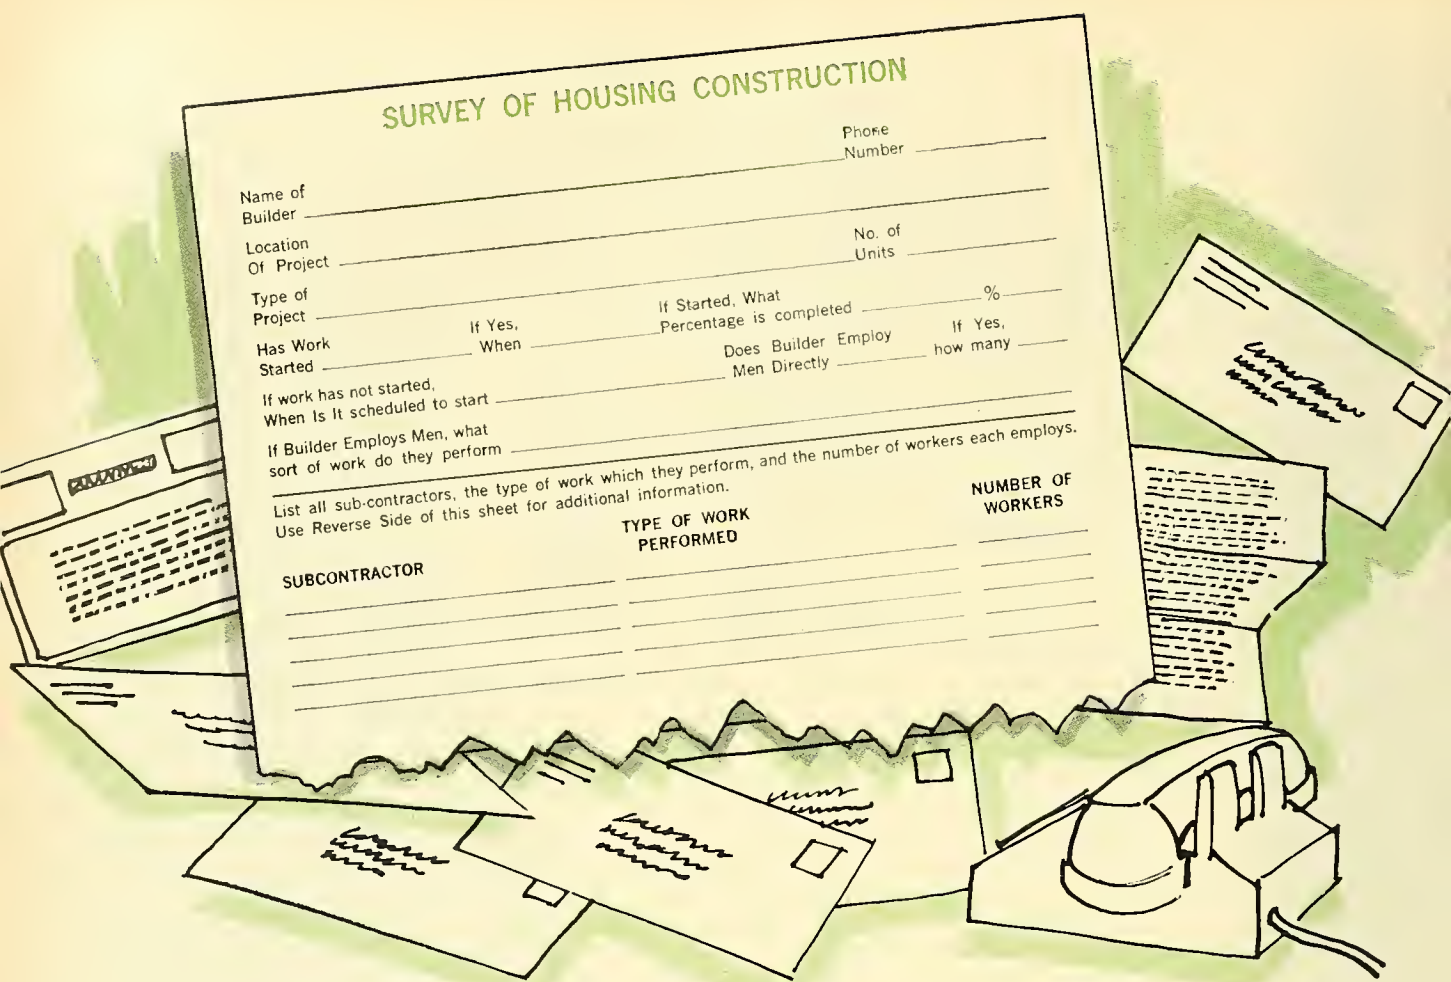 SURVEY OF HOUSING CONSTRUCTION
Phone
Name of
Builder Number
Location
Of Project
No. of
Type of Units
Project
If Started, What
Has Work If Yes, Percentage is completed %
Started When
Does Builder Employ If Yes,
If work has not started, Men Directly how many
When Is It scheduled to start
If Builder Employs Men, what
sort of work do they perform
List all sub-contractors, the type of work which they perform, and the number of workers each employs.
Use Reverse Side of this sheet for additional information.
SUBCONTRACTOR
TYPE OF WORK
PERFORMED
NUMBER OF
WORKERS